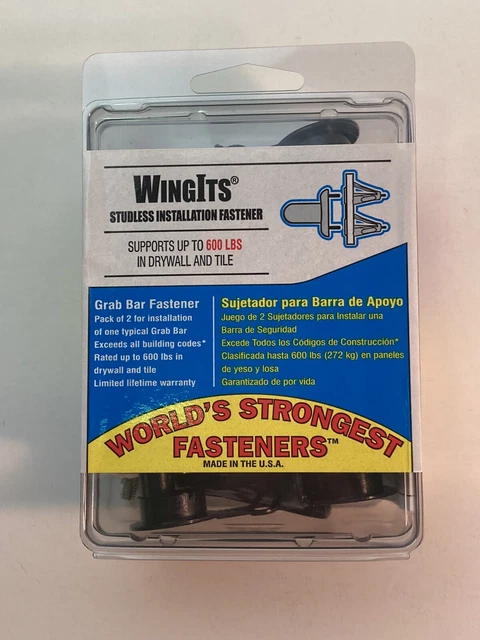 WINGITS®
STUDLESS INSTALLATION FASTENER
SUPPORTS UP TO 600 LBS
IN DRYWALL AND TILE
Grab Bar Fastener
Pack of 2 for installation
of one typical Grab Bar
Exceeds all building codes*
Rated up to 600 lbs in
drywall and tile
Limited lifetime warranty
Sujetador para Barra de Apoyo
Juego de 2 Sujetadores para Instalar una
Barra de Seguridad
Excede Todos los Códigos de Construcción*
Clasificada hasta 600 lbs (272 kg) en paneles
de yeso y losa
Garantizado de por vida
WORLD'S STRONGEST
FASTENERS™
MADE IN THE U.S.A.